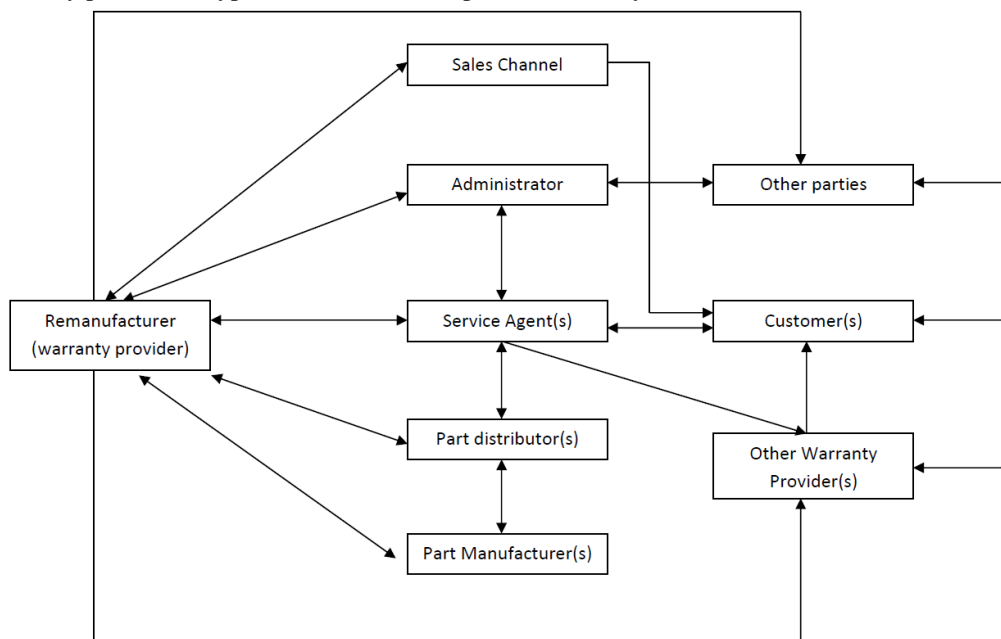 Sales Channel
Administrator
Other parties
Remanufacturer
(warranty provider)
Service Agent(s)
Customer(s)
Part distributor(s)
Other Warranty
Provider(s)
Part Manufacturer(s)